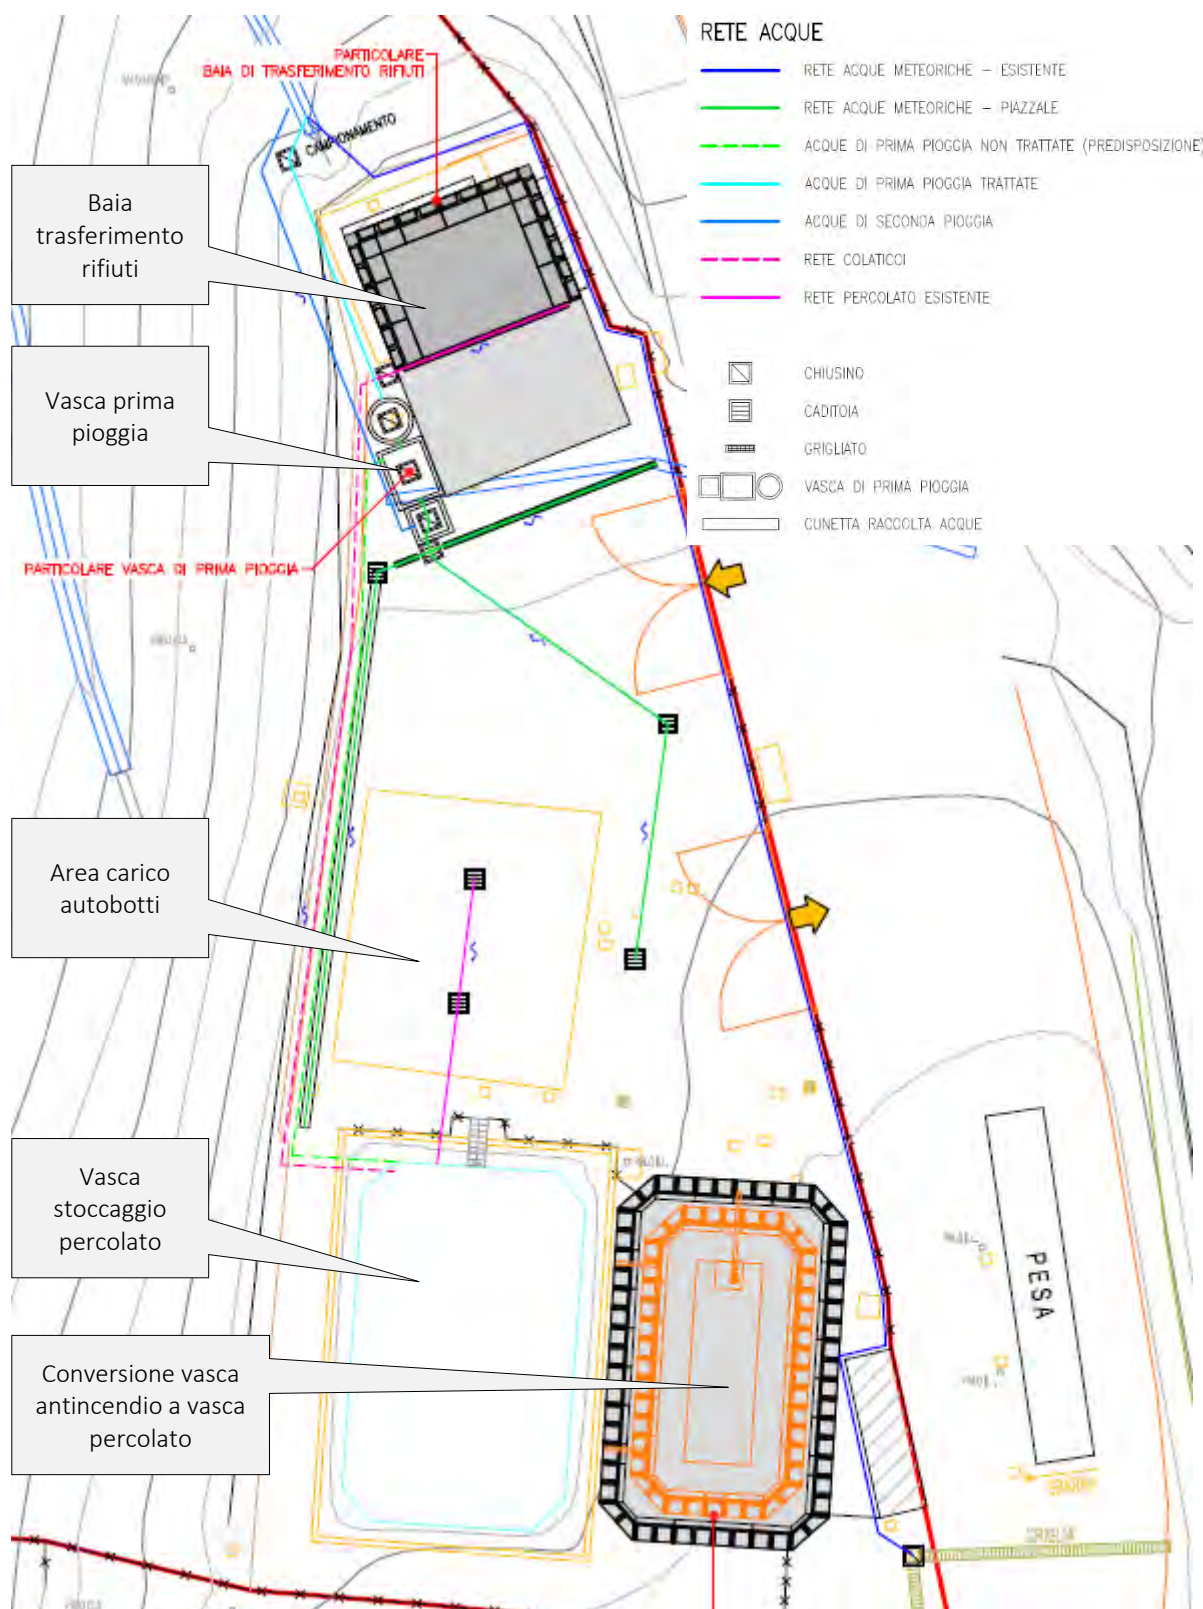 RETE ACQUE
RETE ACQUE METEORICHE – ESISTENTE
RETE ACQUE METEORICHE – PIAZZALE
ACQUE DI PRIMA PIOGGIA NON TRATTATE (PREDISPOSIZIONE)
ACQUE DI PRIMA PIOGGIA TRATTATE
ACQUE DI SECONDA PIOGGIA
RETE COLATICCI
RETE PERCOLATO ESISTENTE
CHIUSINO
CADITOIA
GRIGLIATO
VASCA DI PRIMA PIOGGIA
CUNETTA RACCOLTA ACQUE
PARTICOLARE
BAIA DI TRASFERIMENTO RIFIUTI
CAMPIONAMENTO
Baia
trasferimento
rifiuti
Vasca prima
pioggia
PARTICOLARE VASCA DI PRIMA PIOGGIA
Area carico
autobotti
Vasca
stoccaggio
percolato
Conversione vasca
antincendio a vasca
percolato
PESA